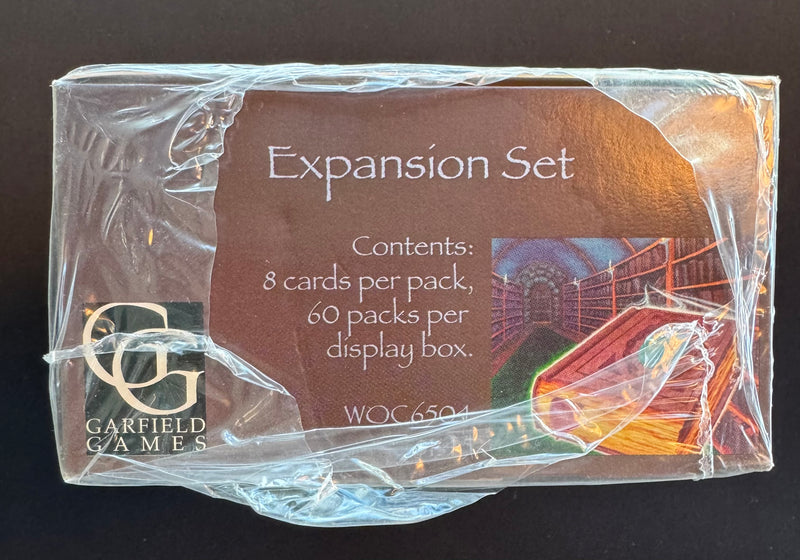 Expansion Set
Contents:
8 cards per pack,
60 packs per
display box.
WOC6504
GG
GARFIELD
GAMES